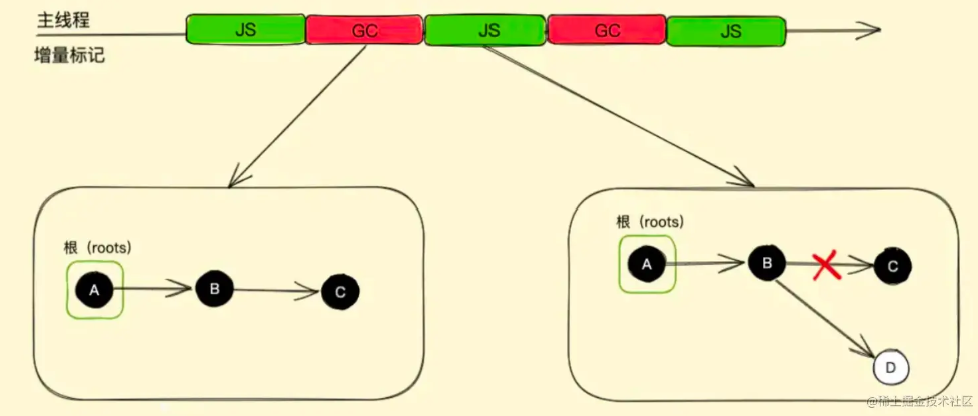 主线程
JS GC JS GC JS
增量标记
根（roots)
A B C
根（roots)
A B C
D
@稀土掘金技术社区